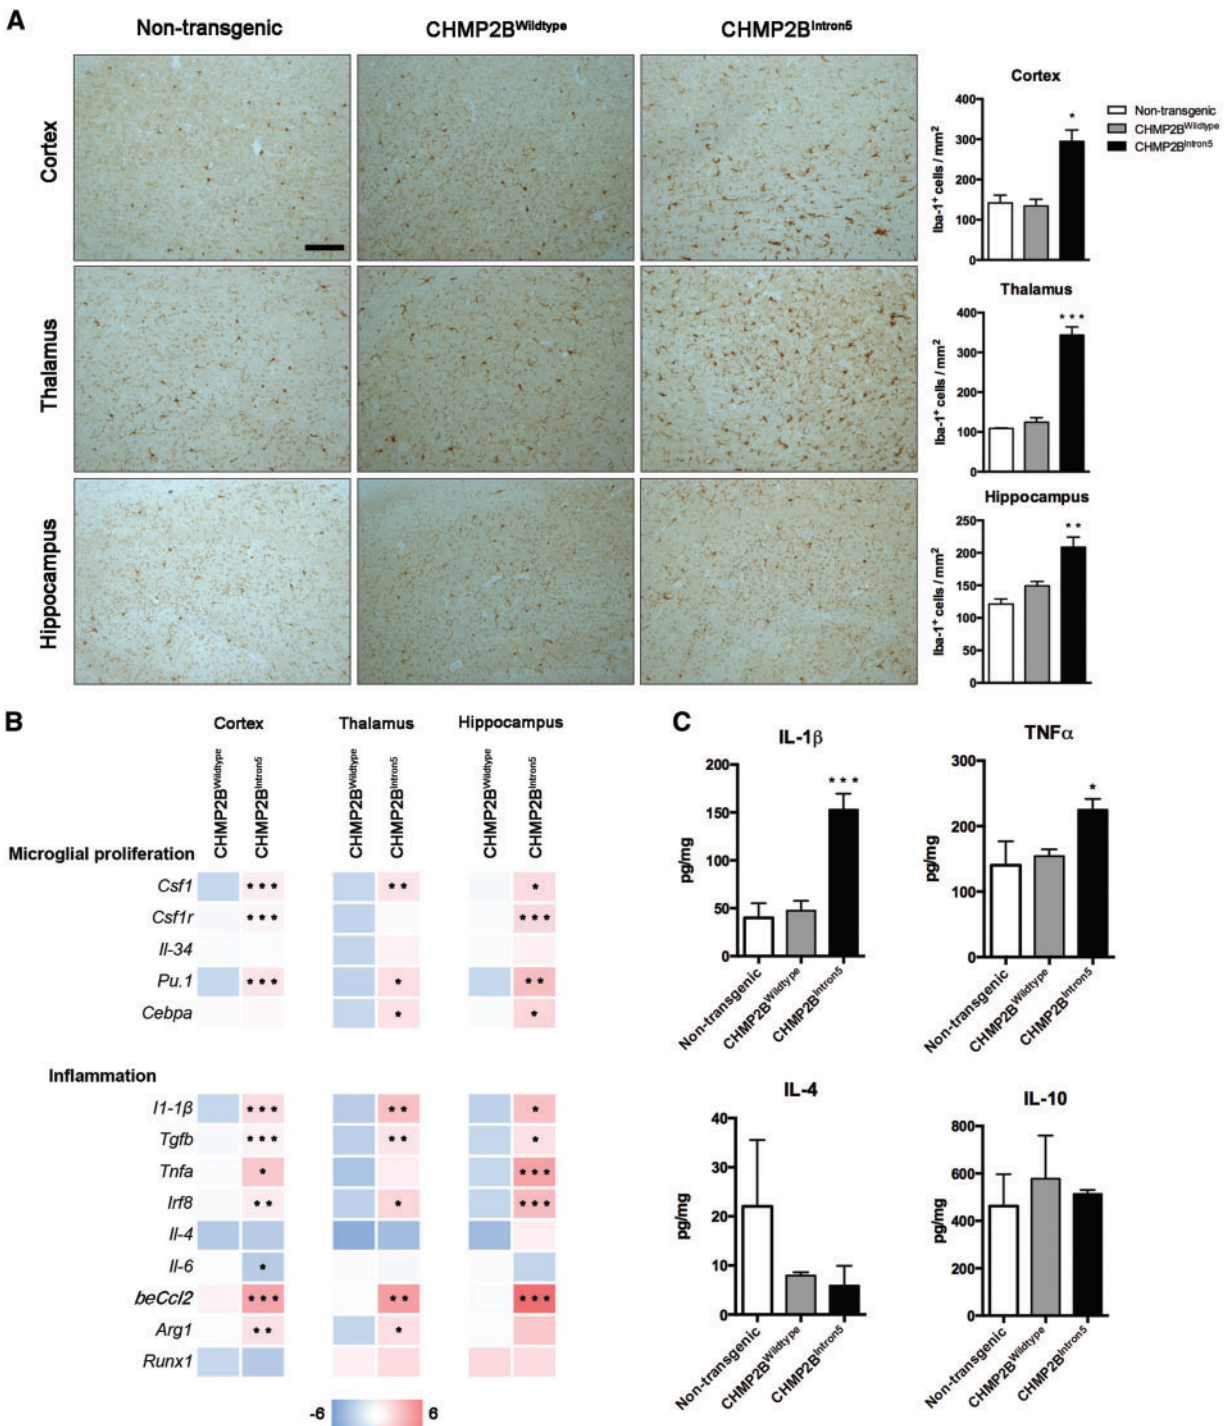 A
Non-transgenic
CHMP2BWildtype
CHMP2BIntron5
Cortex
Thalamus
Hippocampus
Cortex
400
300
200
100
0
Iba-1+ cells / mm2
*
Non-transgenic
CHMP2BWildtype
CHMP2BIntron5
Thalamus
400
300
200
100
0
Iba-1+ cells / mm2
***
Hippocampus
250
200
150
100
50
0
Iba-1+ cells / mm2
**
B
Cortex
Thalamus
Hippocampus
CHMP2BWildtype
CHMP2BIntron5
CHMP2BWildtype
CHMP2BIntron5
CHMP2BWildtype
CHMP2BIntron5
Microglial proliferation
Csf1 *** ** *
Csf1r *** ***
Il-34
Pu.1 *** * **
Cebpa * *
Inflammation
I1-1β *** ** *
Tgfb *** ** *
Tnfa * ***
Irf8 ** * ***
Il-4
Il-6 *
beCcl2 *** ** ***
Arg1 ** *
Runx1
-6 6
C
IL-1β
200
150
100
50
0
pg/mg
***
Non-transgenic
CHMP2BWildtype
CHMP2BIntron5
TNFα
300
200
100
0
pg/mg
*
Non-transgenic
CHMP2BWildtype
CHMP2BIntron5
IL-4
40
30
20
10
0
pg/mg
Non-transgenic
CHMP2BWildtype
CHMP2BIntron5
IL-10
800
600
400
200
0
pg/mg
Non-transgenic
CHMP2BWildtype
CHMP2BIntron5